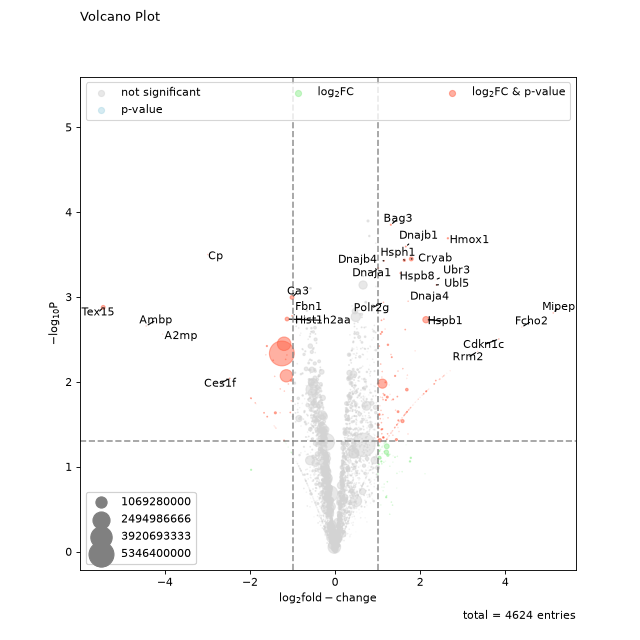 Volcano Plot
not significant
p-value
log₂FC
log₂FC & p-value
5
4
3
2
1
0
−log₁₀P
Bag3
Dnajb1
Hmox1
Cp
Hsph1
Dnajb4
Cryab
Dnaja1
Hspb8
Ubr3
Ubl5
Ca3
Dnaja4
Fbn1
Polr2g
Mipep
Tex15
Ambp
Hist1h2aa
Hspb1
Fcho2
A2mp
Cdkn1c
Rrm2
Ces1f
1069280000
2494986666
3920693333
5346400000
−4
−2
0
2
4
log₂fold − change
total = 4624 entries